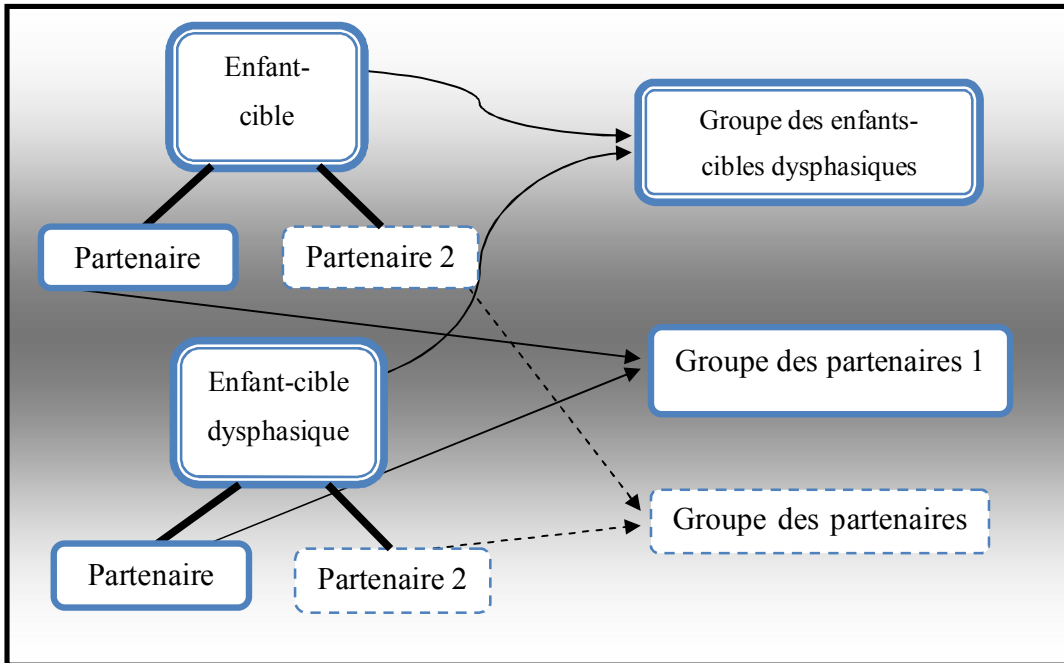 Enfant-
cible
Groupe des enfants-
cibles dysphasiques
Partenaire
Partenaire 2
Groupe des partenaires 1
Enfant-cible
dysphasique
Groupe des partenaires
Partenaire
Partenaire 2